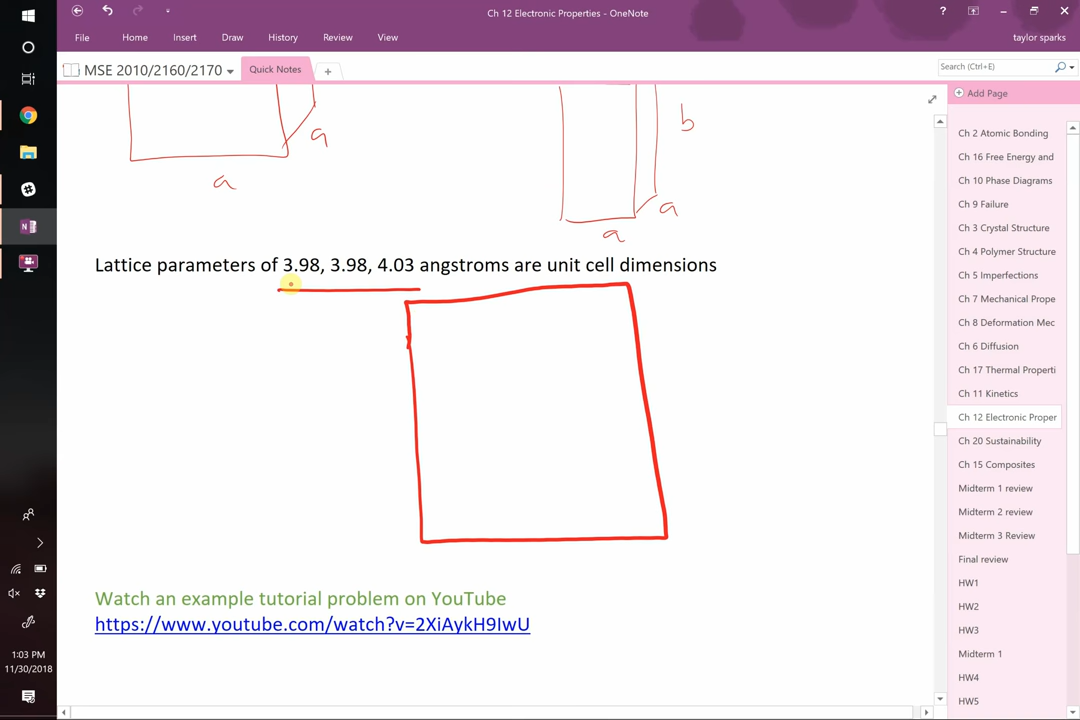 Ch 12 Electronic Properties - OneNote
?
File
Home
Insert
Draw
History
Review
View
taylor sparks
MSE 2010/2160/2170
Quick Notes
+
Search (Ctrl+E)
Add Page
a
a
b
a
a
Lattice parameters of 3.98, 3.98, 4.03 angstroms are unit cell dimensions
Watch an example tutorial problem on YouTube
https://www.youtube.com/watch?v=2XiAykH9IwU
Ch 2 Atomic Bonding
Ch 16 Free Energy and
Ch 10 Phase Diagrams
Ch 9 Failure
Ch 3 Crystal Structure
Ch 4 Polymer Structure
Ch 5 Imperfections
Ch 7 Mechanical Prope
Ch 8 Deformation Mec
Ch 6 Diffusion
Ch 17 Thermal Properti
Ch 11 Kinetics
Ch 12 Electronic Proper
Ch 20 Sustainability
Ch 15 Composites
Midterm 1 review
Midterm 2 review
Midterm 3 Review
Final review
HW1
HW2
HW3
Midterm 1
HW4
HW5
N
1:03 PM
11/30/2018